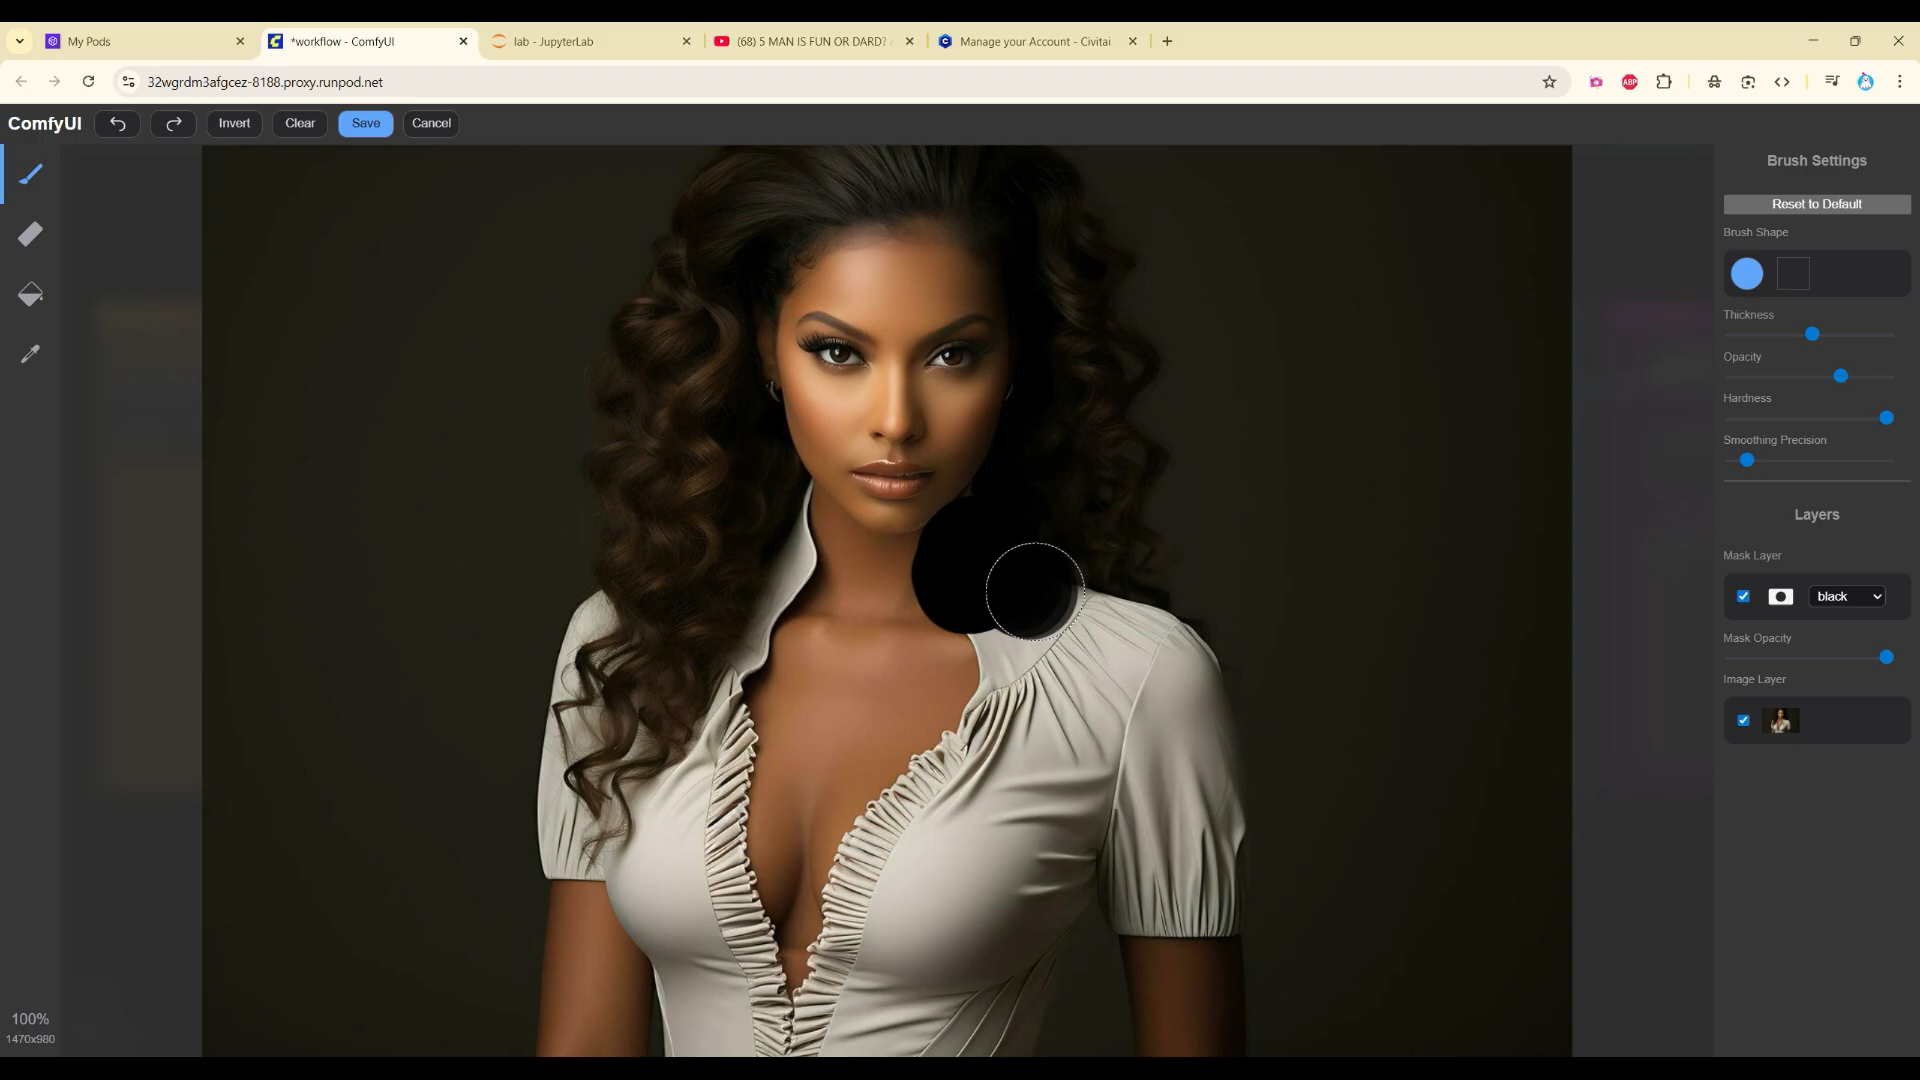 My Pods
*workflow - ComfyUI
lab - JupyterLab
(68) 5 MAN IS FUN OR DARD?
Manage your Account - Civitai
32wgrdm3afgcez-8188.proxy.runpod.net
ABP
ComfyUI
Invert
Clear
Save
Cancel
Brush Settings
Reset to Default
Brush Shape
Thickness
Opacity
Hardness
Smoothing Precision
Layers
Mask Layer
black
Mask Opacity
Image Layer
100%
1470x980